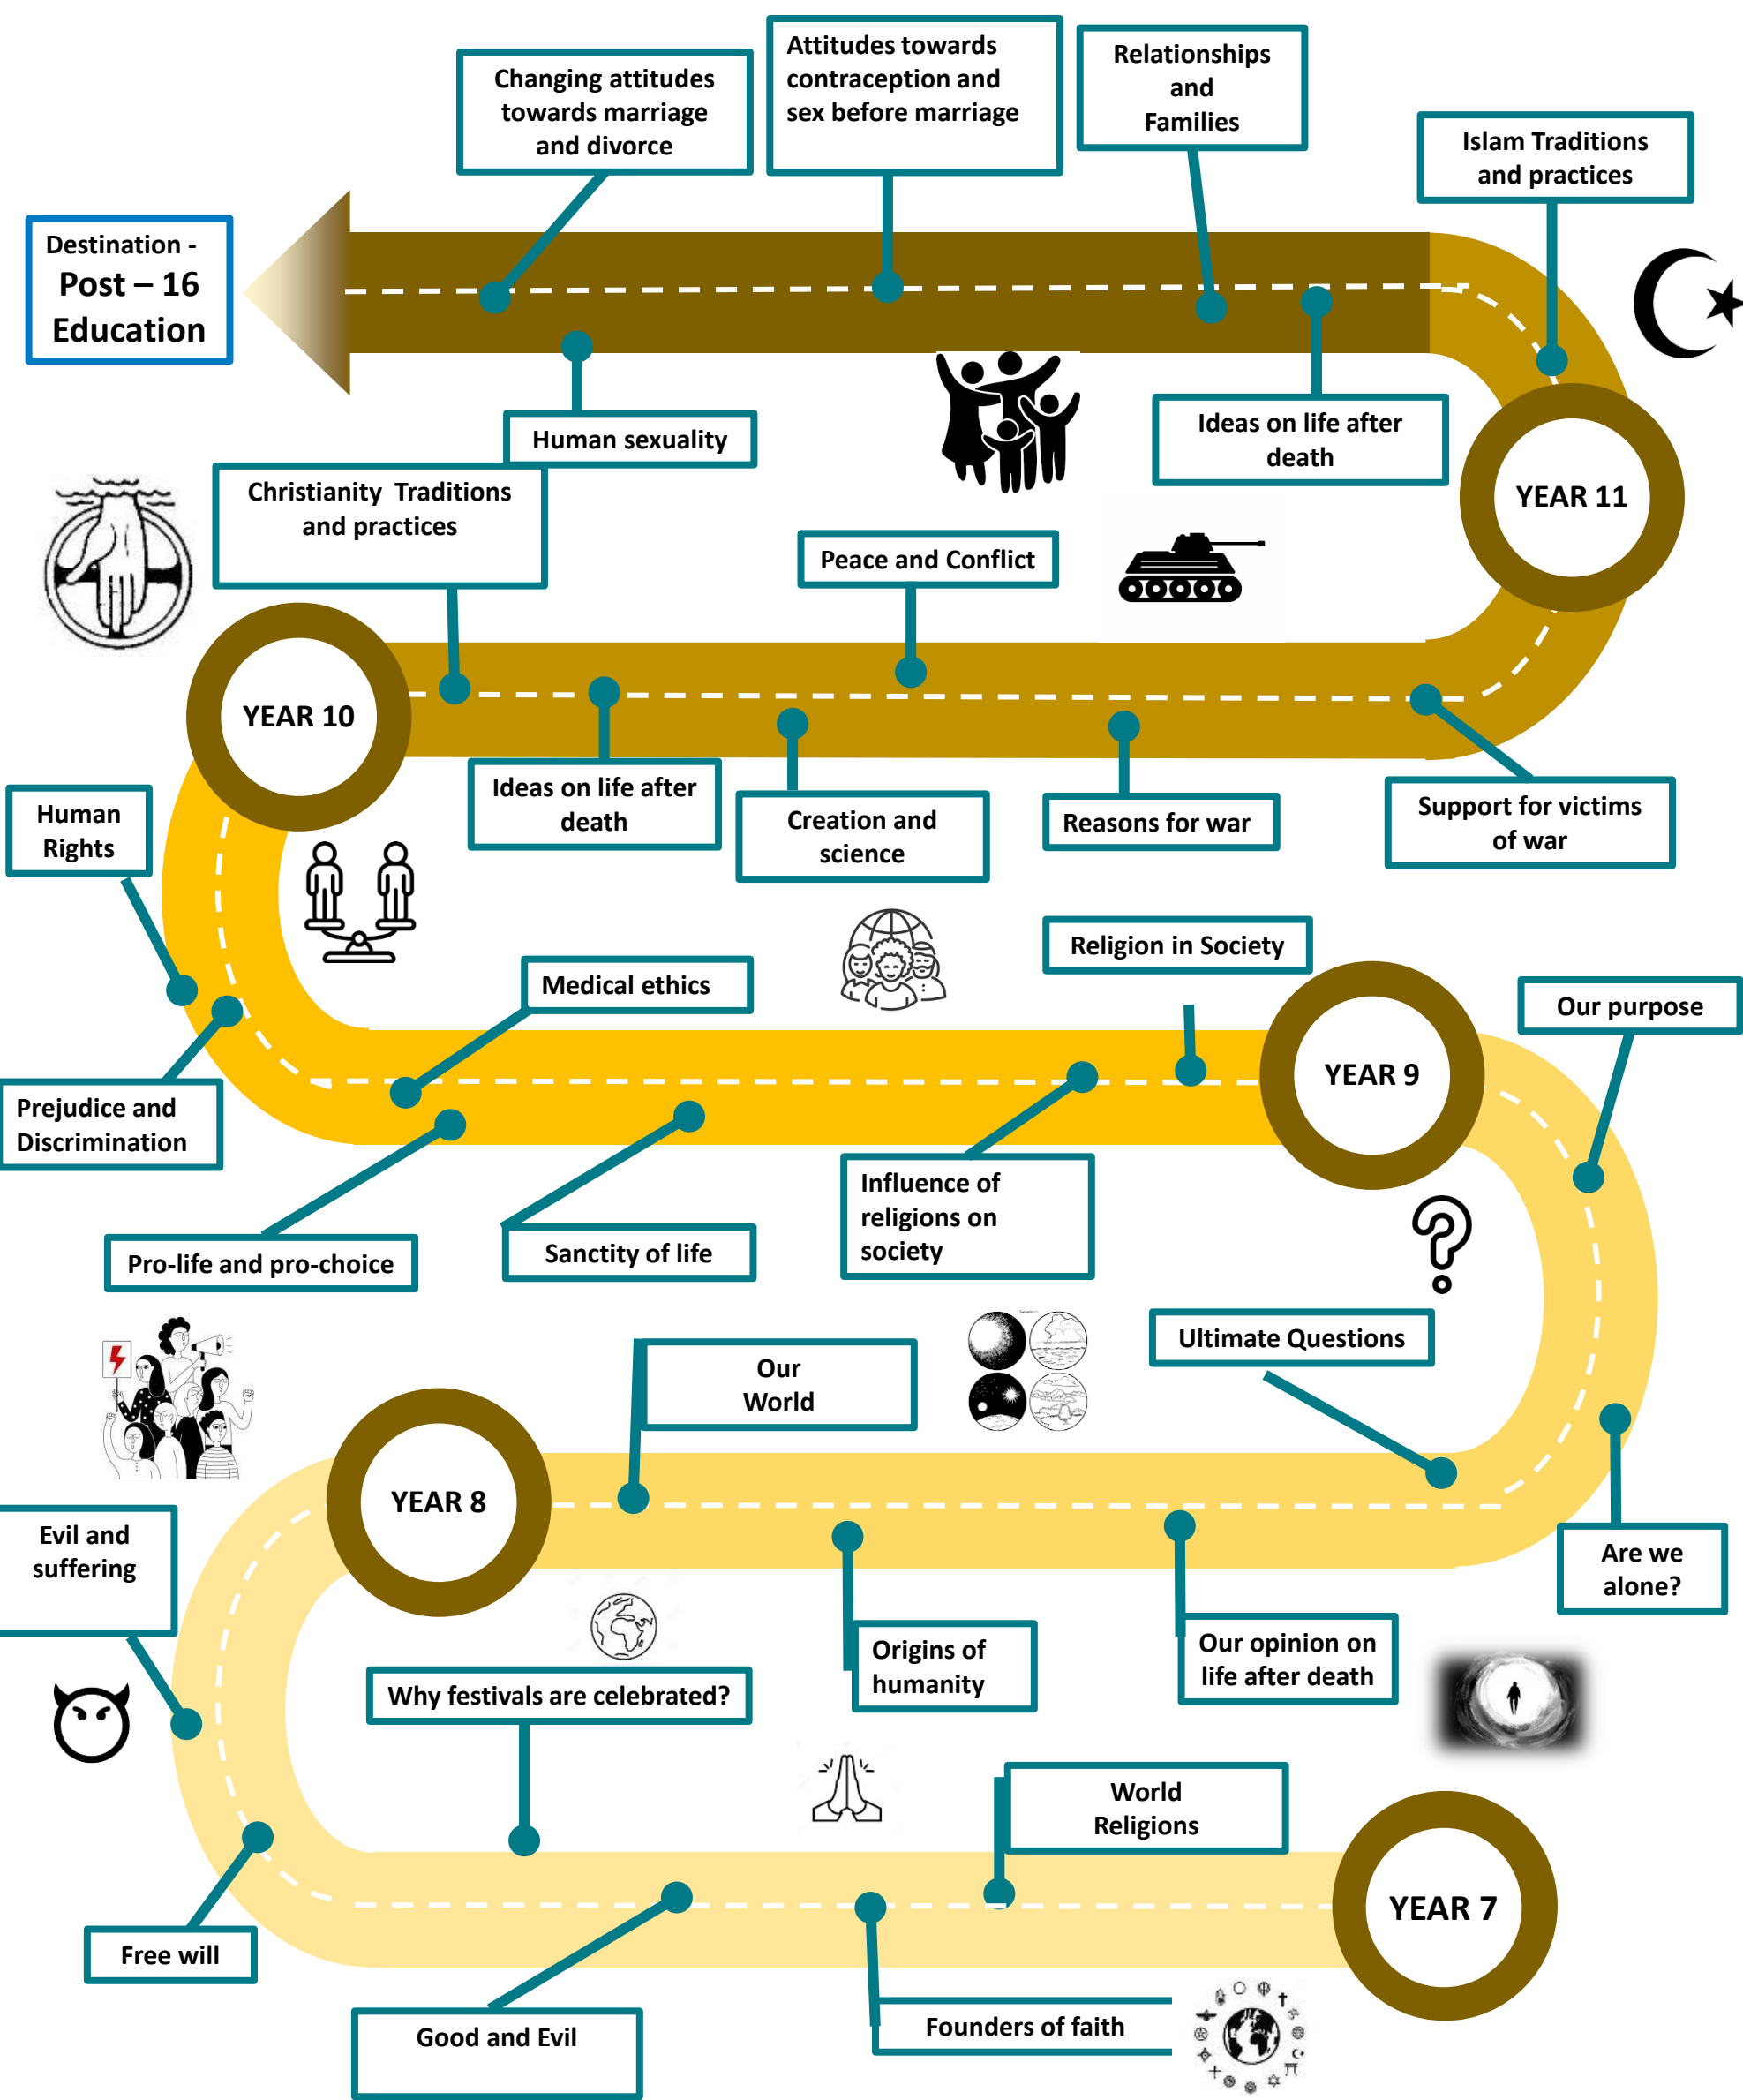 Changing attitudes
towards marriage
and divorce
Attitudes towards
contraception and
sex before marriage
Relationships
and
Families
Islam Traditions
and practices
Destination -
Post – 16
Education
Human sexuality
Ideas on life after
death
YEAR 11
Christianity Traditions
and practices
Peace and Conflict
YEAR 10
Ideas on life after
death
Creation and
science
Reasons for war
Support for victims
of war
Human
Rights
Medical ethics
Religion in Society
Our purpose
YEAR 9
Prejudice and
Discrimination
Pro-life and pro-choice
Sanctity of life
Influence of
religions on
society
Our
World
Ultimate Questions
YEAR 8
Evil and
suffering
Are we
alone?
Origins of
humanity
Our opinion on
life after death
Why festivals are celebrated?
World
Religions
YEAR 7
Free will
Good and Evil
Founders of faith